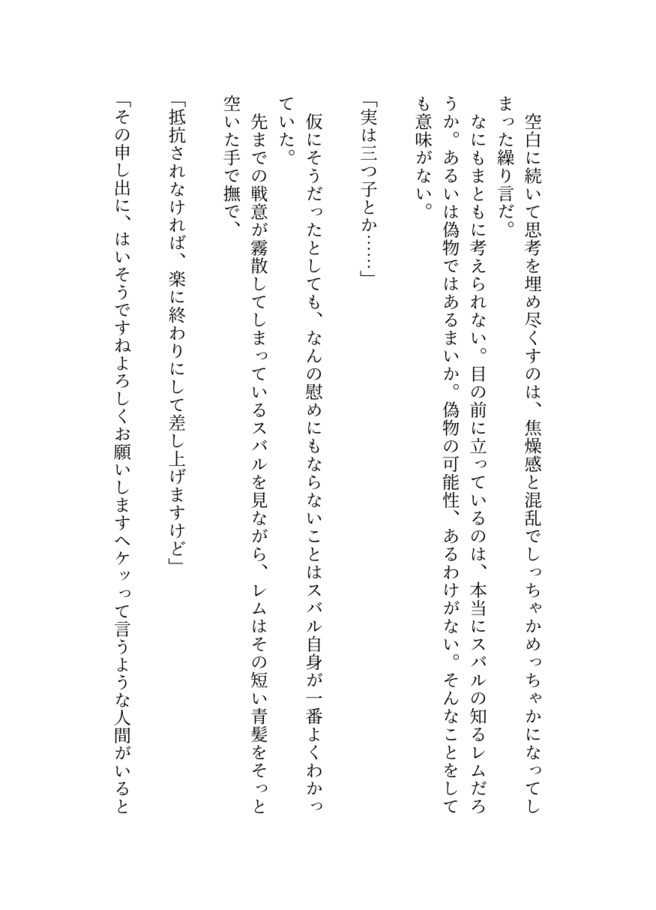 空白に続いて思考を埋め尽くすのは、焦燥感と混乱でしっちゃかめっちゃかになってし
まった繰り言だ。
　なにもまともに考えられない。目の前に立っているのは、本当にスバルの知るレムだろ
うか。あるいは偽物ではあるまいか。偽物の可能性、あるわけがない。そんなことをして
も意味がない。
「実は三つ子とか……」
　仮にそうだったとしても、なんの慰めにもならないことはスバル自身が一番よくわかっ
ていた。
　先までの戦意が霧散してしまっているスバルを見ながら、レムはその短い青髪をそっと
空いた手で撫で、
「抵抗されなければ、楽に終わりにして差し上げますけど」
「その申し出に、はいそうですねよろしくお願いしますヘケッって言うような人間がいると